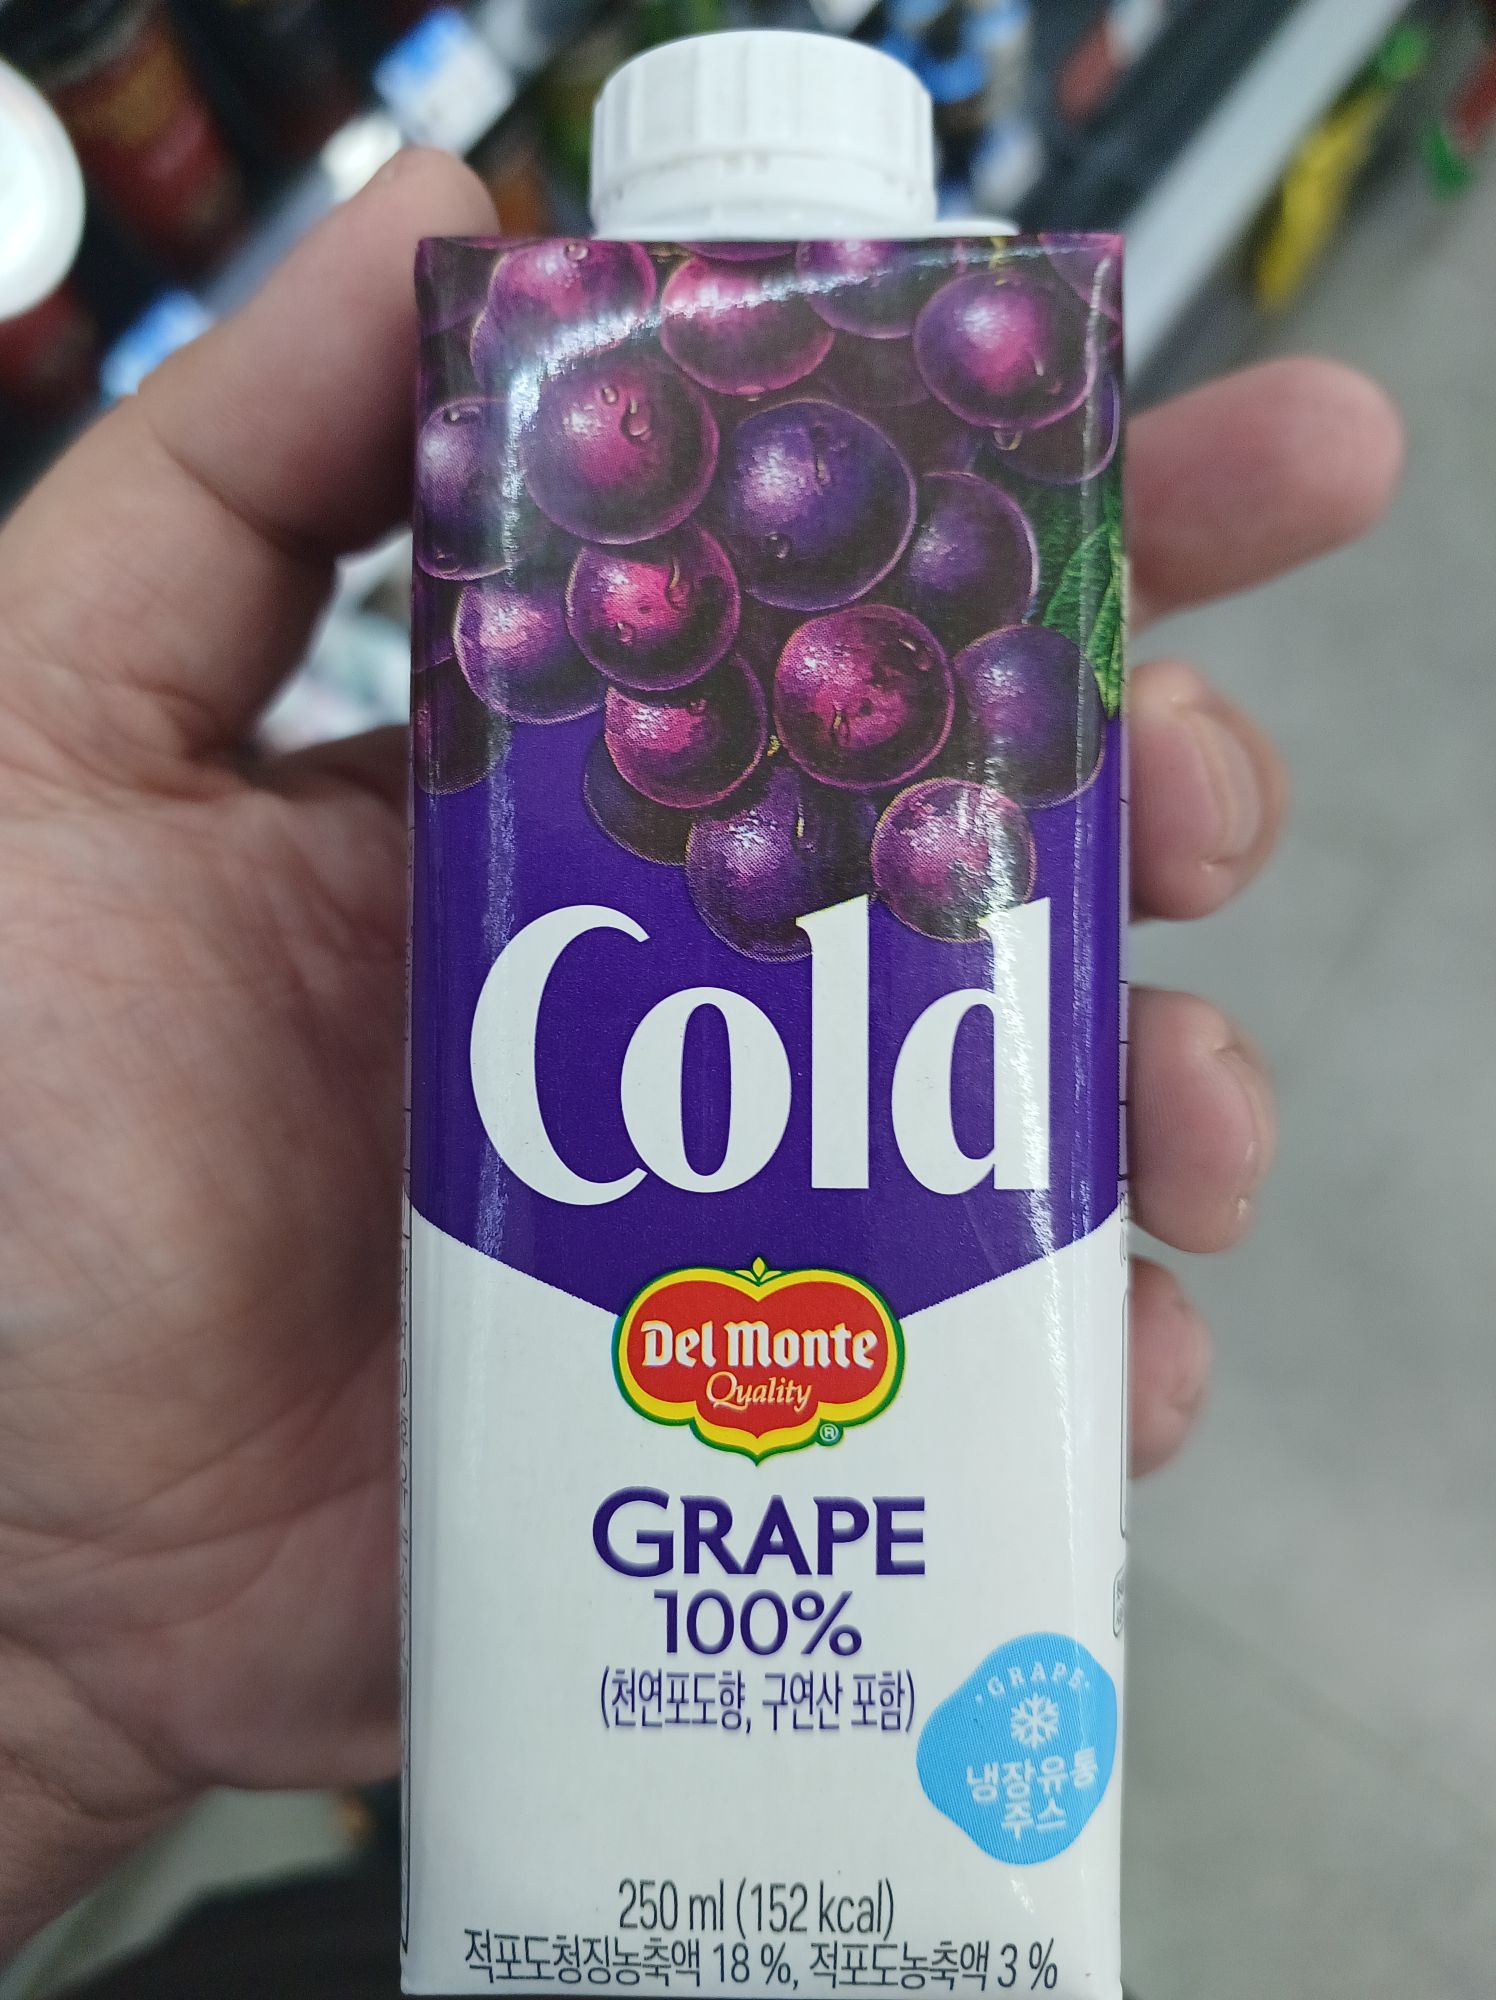 Cold
Del Monte
Quality
®
GRAPE
100%
(천연포도향, 구연산 포함)
·GRAPE·
냉장유통
주스
250 ml (152 kcal)
적포도청징농축액 18 %, 적포도농축액 3 %